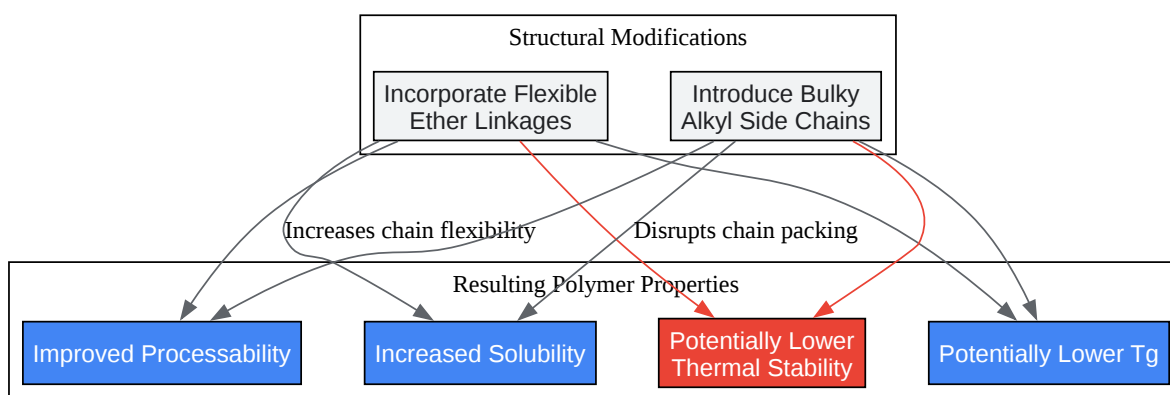 Structural Modifications
Incorporate Flexible
Ether Linkages
Introduce Bulky
Alkyl Side Chains
Increases chain flexibility
Disrupts chain packing
Resulting Polymer Properties
Improved Processability
Increased Solubility
Potentially Lower
Thermal Stability
Potentially Lower Tg